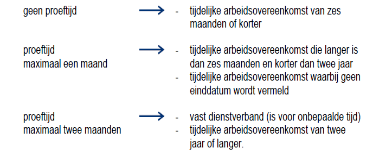 geen proeftijd → - tijdelijke arbeidsovereenkomst van zes
maanden of korter
proeftijd → - tijdelijke arbeidsovereenkomst die langer is
maximaal een maand dan zes maanden en korter dan twee jaar
- tijdelijke arbeidsovereenkomst waarbij geen
einddatum wordt vermeld
proeftijd → - vast dienstverband (is voor onbepaalde tijd)
maximaal twee maanden - tijdelijke arbeidsovereenkomst van twee
jaar of langer.